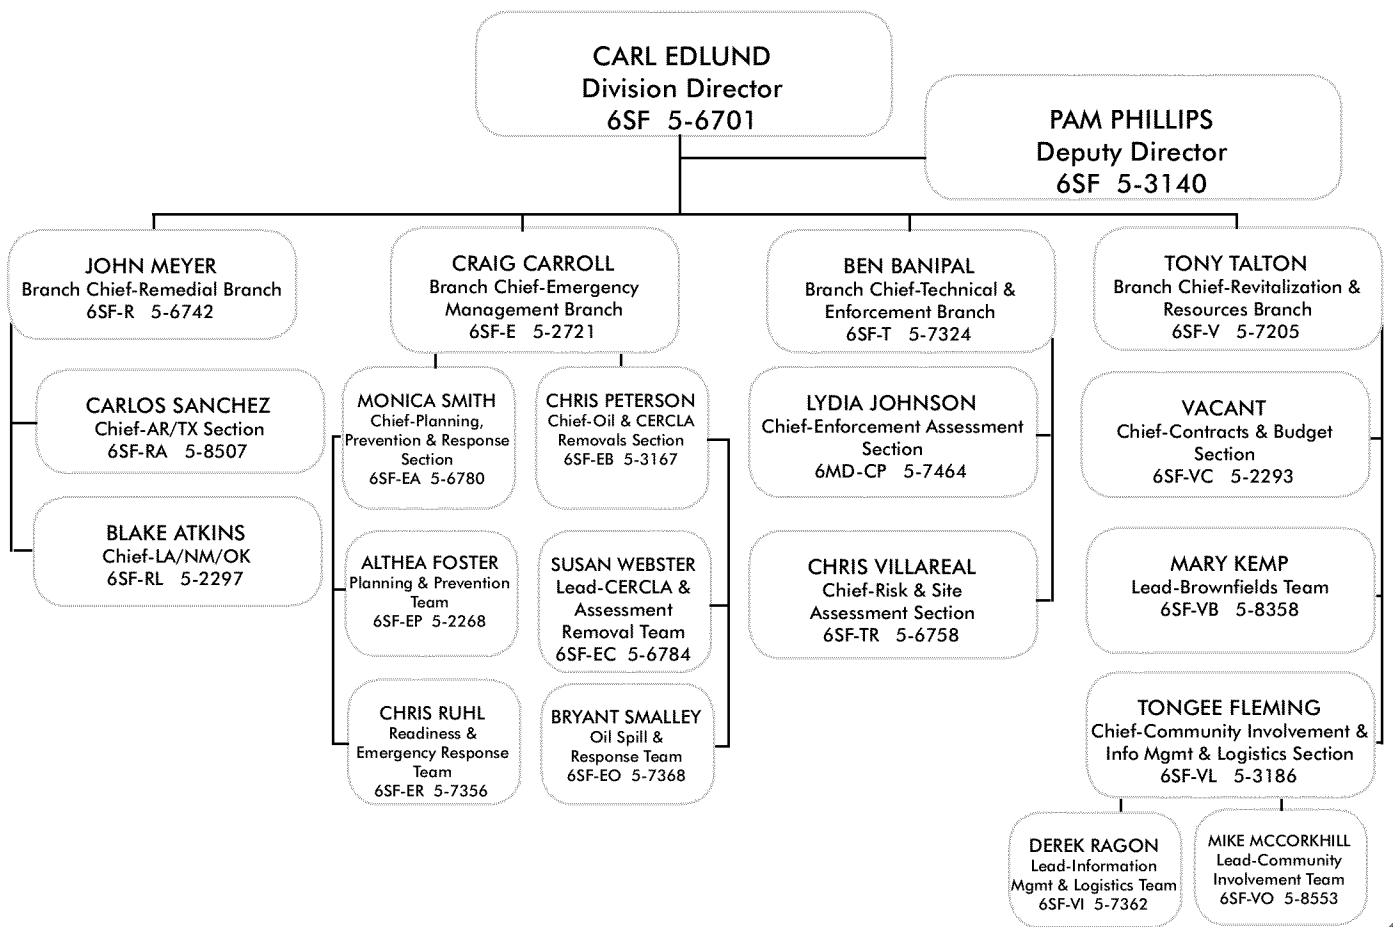 CARL EDLUND
Division Director
6SF 5-6701
PAM PHILLIPS
Deputy Director
6SF 5-3140
JOHN MEYER
Branch Chief-Remedial Branch
6SF-R 5-6742
CRAIG CARROLL
Branch Chief-Emergency
Management Branch
6SF-E 5-2721
BEN BANIPAL
Branch Chief-Technical &
Enforcement Branch
6SF-T 5-7324
TONY TALTON
Branch Chief-Revitalization &
Resources Branch
6SF-V 5-7205
CARLOS SANCHEZ
Chief-AR/TX Section
6SF-RA 5-8507
MONICA SMITH
Chief-Planning,
Prevention & Response
Section
6SF-EA 5-6780
CHRIS PETERSON
Chief-Oil & CERCLA
Removals Section
6SF-EB 5-3167
LYDIA JOHNSON
Chief-Enforcement Assessment
Section
6MD-CP 5-7464
VACANT
Chief-Contracts & Budget
Section
6SF-VC 5-2293
BLAKE ATKINS
Chief-LA/NM/OK
6SF-RL 5-2297
ALTHEA FOSTER
Planning & Prevention
Team
6SF-EP 5-2268
SUSAN WEBSTER
Lead-CERCLA &
Assessment
Removal Team
6SF-EC 5-6784
CHRIS VILLAREAL
Chief-Risk & Site
Assessment Section
6SF-TR 5-6758
MARY KEMP
Lead-Brownfields Team
6SF-VB 5-8358
CHRIS RUHL
Readiness &
Emergency Response
Team
6SF-ER 5-7356
BRYANT SMALLEY
Oil Spill &
Response Team
6SF-EO 5-7368
TONGEE FLEMING
Chief-Community Involvement &
Info Mgmt & Logistics Section
6SF-VL 5-3186
DEREK RAGON
Lead-Information
Mgmt & Logistics Team
6SF-VI 5-7362
MIKE MCCORKHILL
Lead-Community
Involvement Team
6SF-VO 5-8553